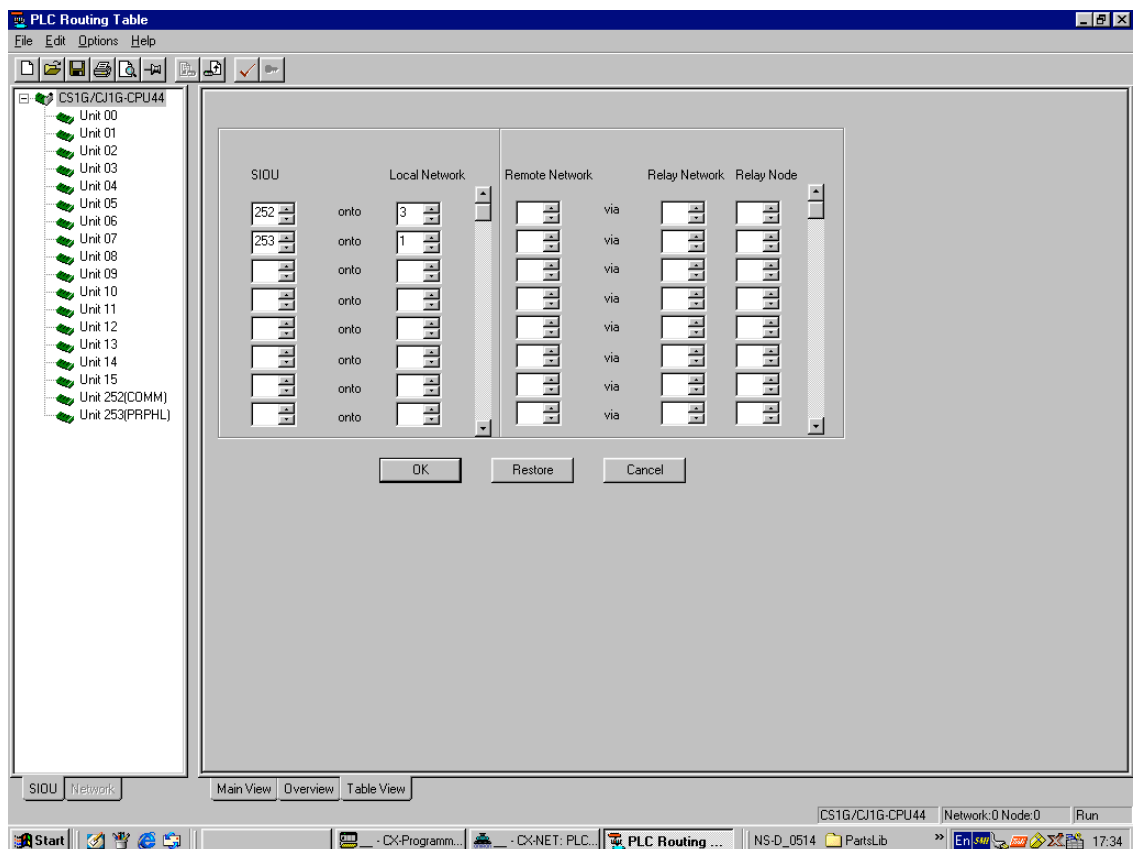 PLC Routing Table
File Edit Options Help
CS1G/CJ1G-CPU44
Unit 00
Unit 01
Unit 02
Unit 03
Unit 04
Unit 05
Unit 06
Unit 07
Unit 08
Unit 09
Unit 10
Unit 11
Unit 12
Unit 13
Unit 14
Unit 15
Unit 252(COMM)
Unit 253(PRPHL)
SIOU Network
SIOU Local Network Remote Network Relay Network Relay Node
252 onto 3 via
253 onto 1 via
onto via
onto via
onto via
onto via
onto via
onto via
OK Restore Cancel
Main View Overview Table View
CS1G/CJ1G-CPU44 Network:0 Node:0 Run
Start __ - CX-Programm... __ - CX-NET: PLC... PLC Routing ... NS-D_0514 PartsLib » En 17:34